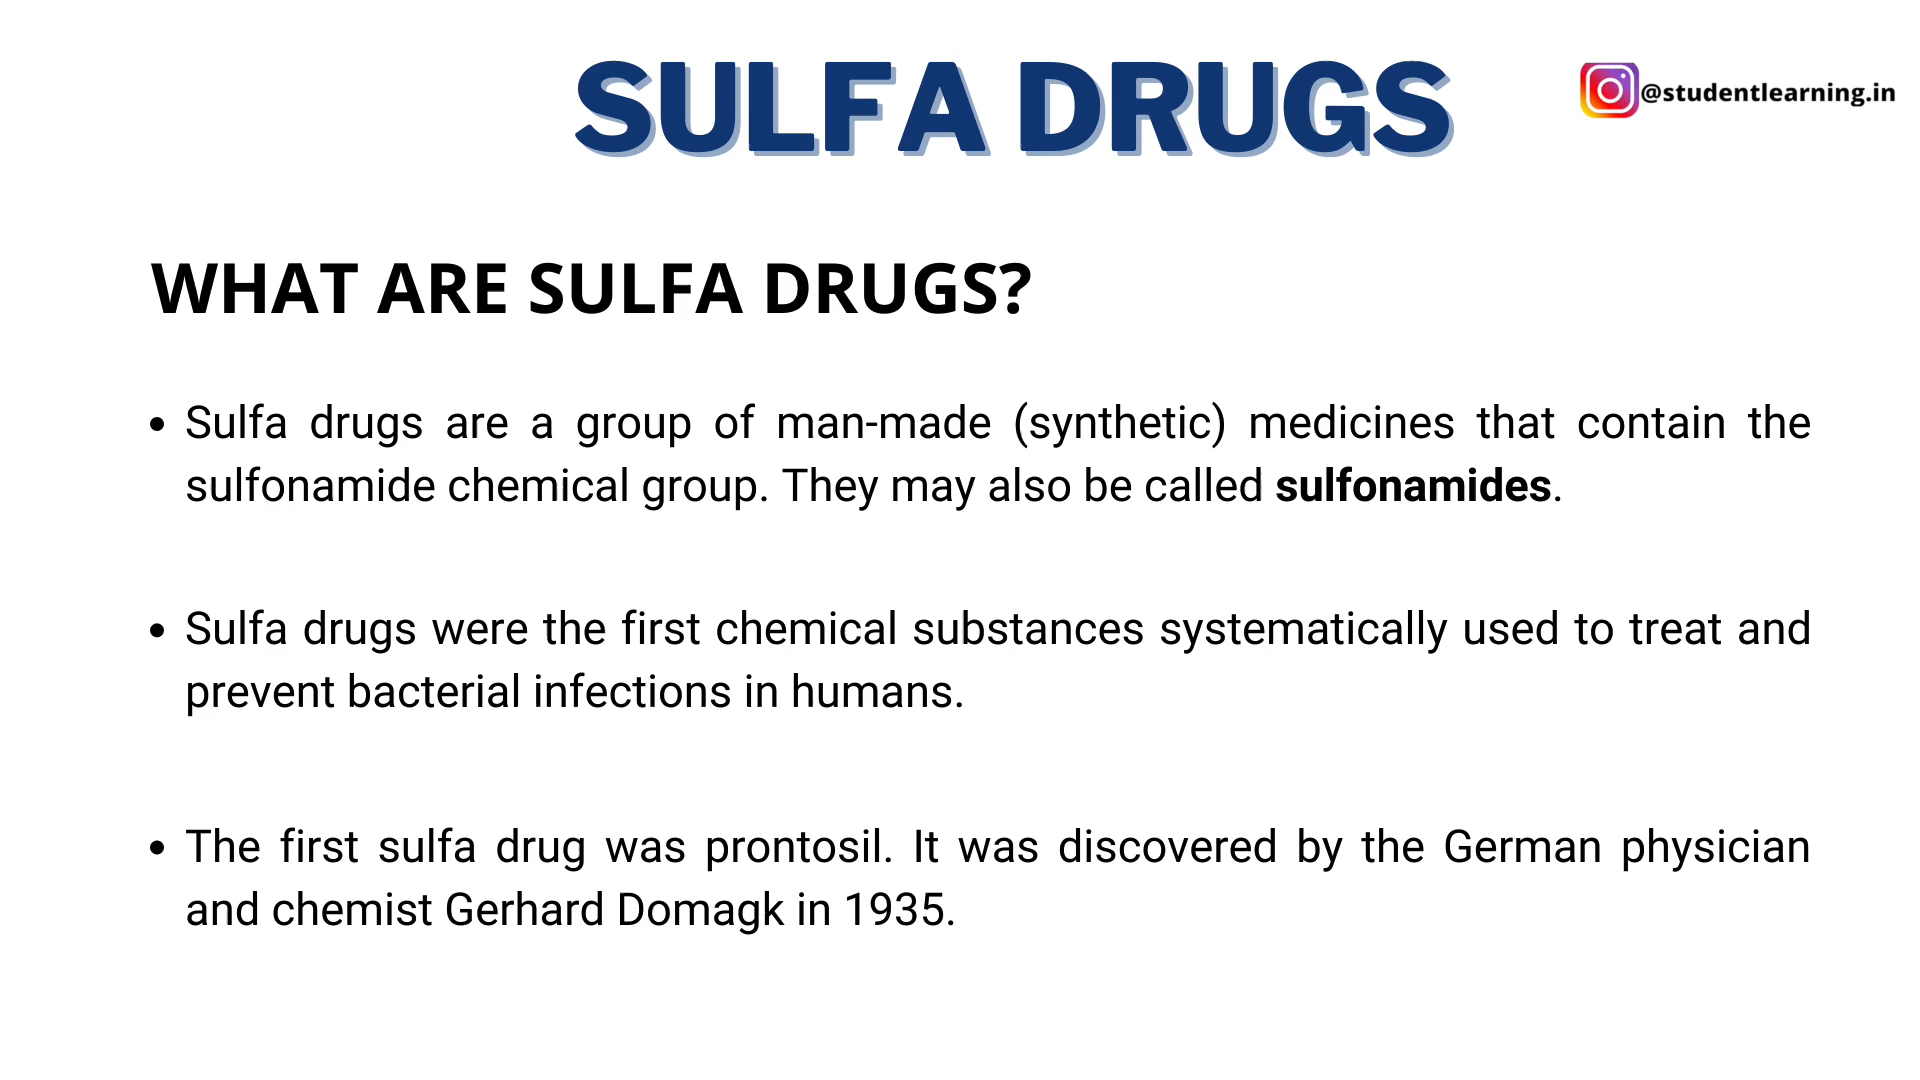 SULFA DRUGS
@studentlearning.in
WHAT ARE SULFA DRUGS?
• Sulfa drugs are a group of man-made (synthetic) medicines that contain the
sulfonamide chemical group. They may also be called sulfonamides.
• Sulfa drugs were the first chemical substances systematically used to treat and
prevent bacterial infections in humans.
• The first sulfa drug was prontosil. It was discovered by the German physician
and chemist Gerhard Domagk in 1935.